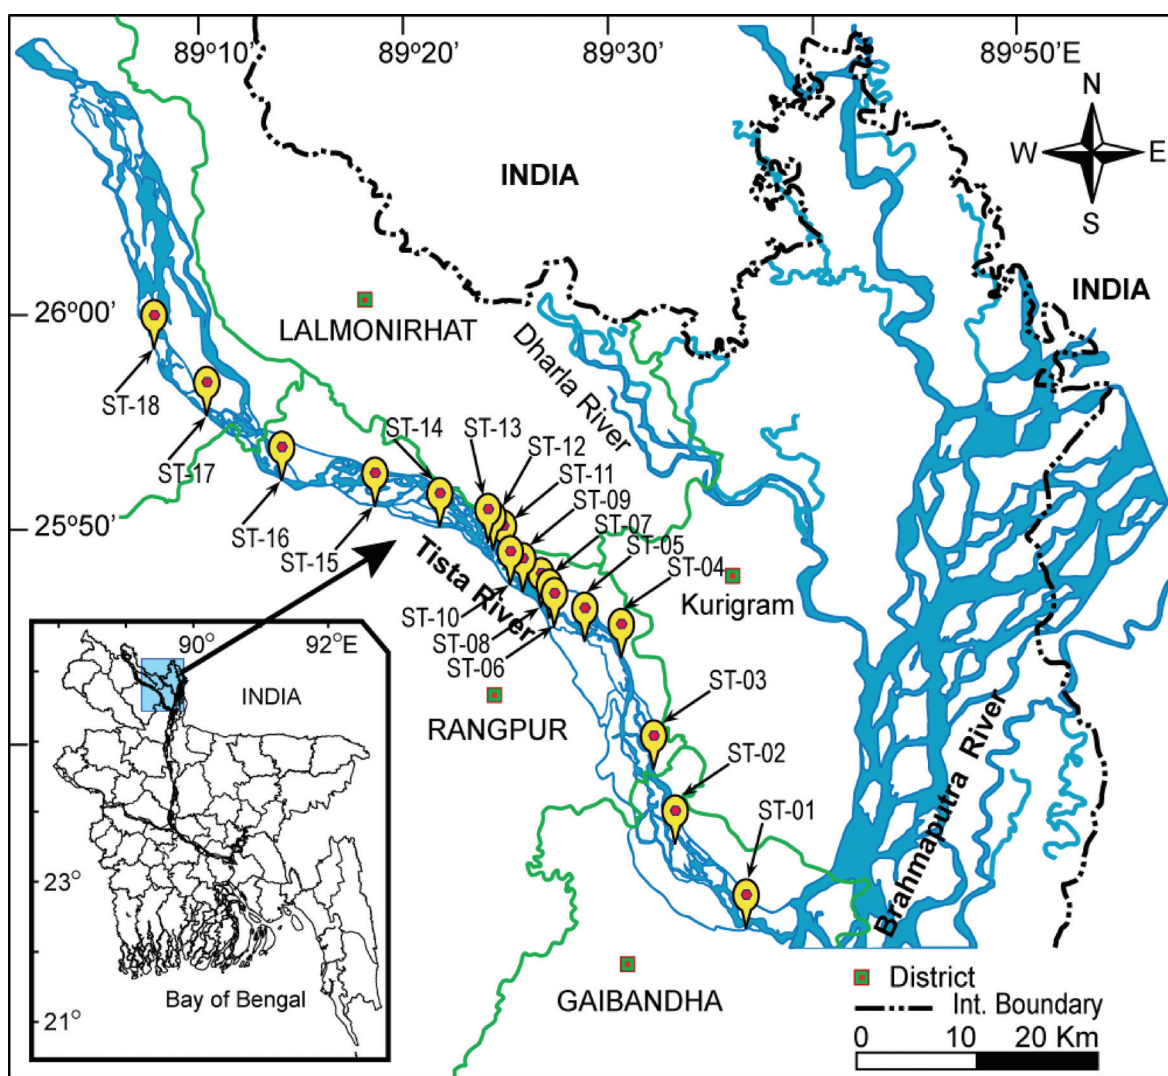 89°10’ 89°20’ 89°30’ 89°50’E
N
W E
S
INDIA
INDIA
26°00’
LALMONIRHAT
Dharla River
ST-18
ST-17
ST-16
ST-15
ST-14
ST-13
ST-12
ST-11
ST-09
ST-07
ST-05
ST-04
25°50’
Tista River
Kurigram
ST-10
ST-08
ST-06
RANGPUR
ST-03
ST-02
ST-01
Brahmaputra River
GAIBANDHA
90° 92°E
INDIA
23°
Bay of Bengal
21°
District
Int. Boundary
0 10 20 Km